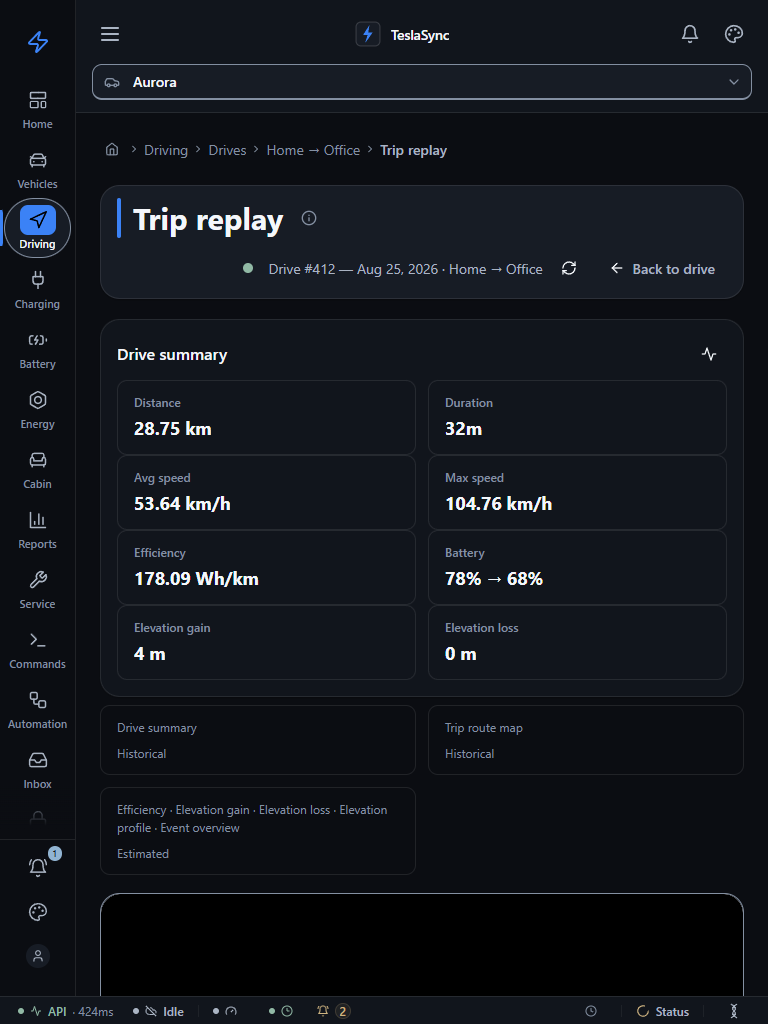 TeslaSync
Aurora
Home
Vehicles
Driving
Charging
Battery
Energy
Cabin
Reports
Service
Commands
Automation
Inbox
1
Driving
Drives
Home → Office
Trip replay
Trip replay
Drive #412 — Aug 25, 2026 · Home → Office
Back to drive
Drive summary
Distance
28.75 km
Duration
32m
Avg speed
53.64 km/h
Max speed
104.76 km/h
Efficiency
178.09 Wh/km
Battery
78% → 68%
Elevation gain
4 m
Elevation loss
0 m
Drive summary
Historical
Trip route map
Historical
Efficiency · Elevation gain · Elevation loss · Elevation
profile · Event overview
Estimated
API · 424ms
Idle
2
Status